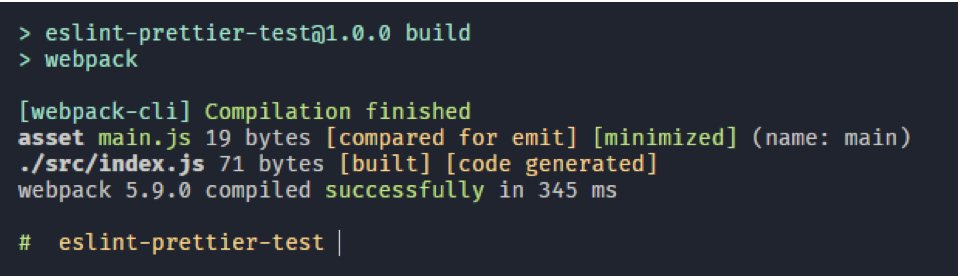 > eslint-prettier-test@1.0.0 build
> webpack
[webpack-cli] Compilation finished
asset main.js 19 bytes [compared for emit] [minimized] (name: main)
./src/index.js 71 bytes [built] [code generated]
webpack 5.9.0 compiled successfully in 345 ms
# eslint-prettier-test